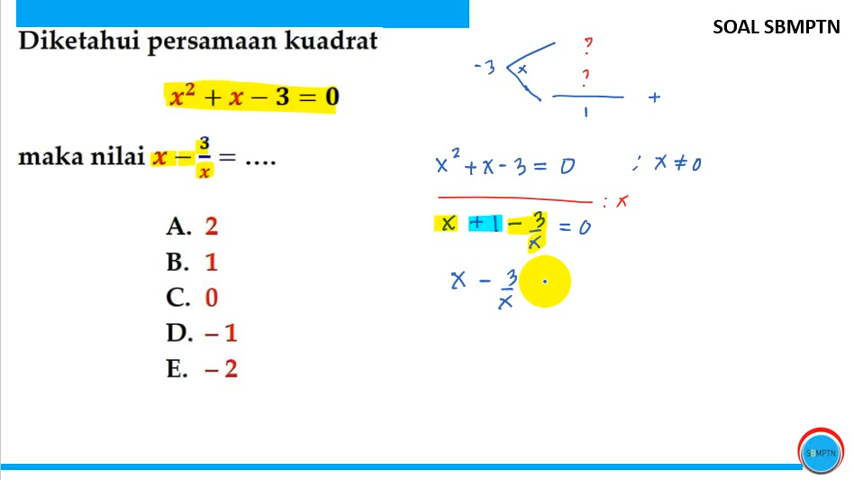 SOAL SBMPTN
Diketahui persamaan kuadrat
x² + x − 3 = 0
maka nilai x − 3/x = ....
A. 2
B. 1
C. 0
D. – 1
E. – 2
?
-3 x ?
1 +
x² + x - 3 = 0 ; x ≠ 0
: x
x + 1 - 3/x = 0
x - 3/x
SBMPTN